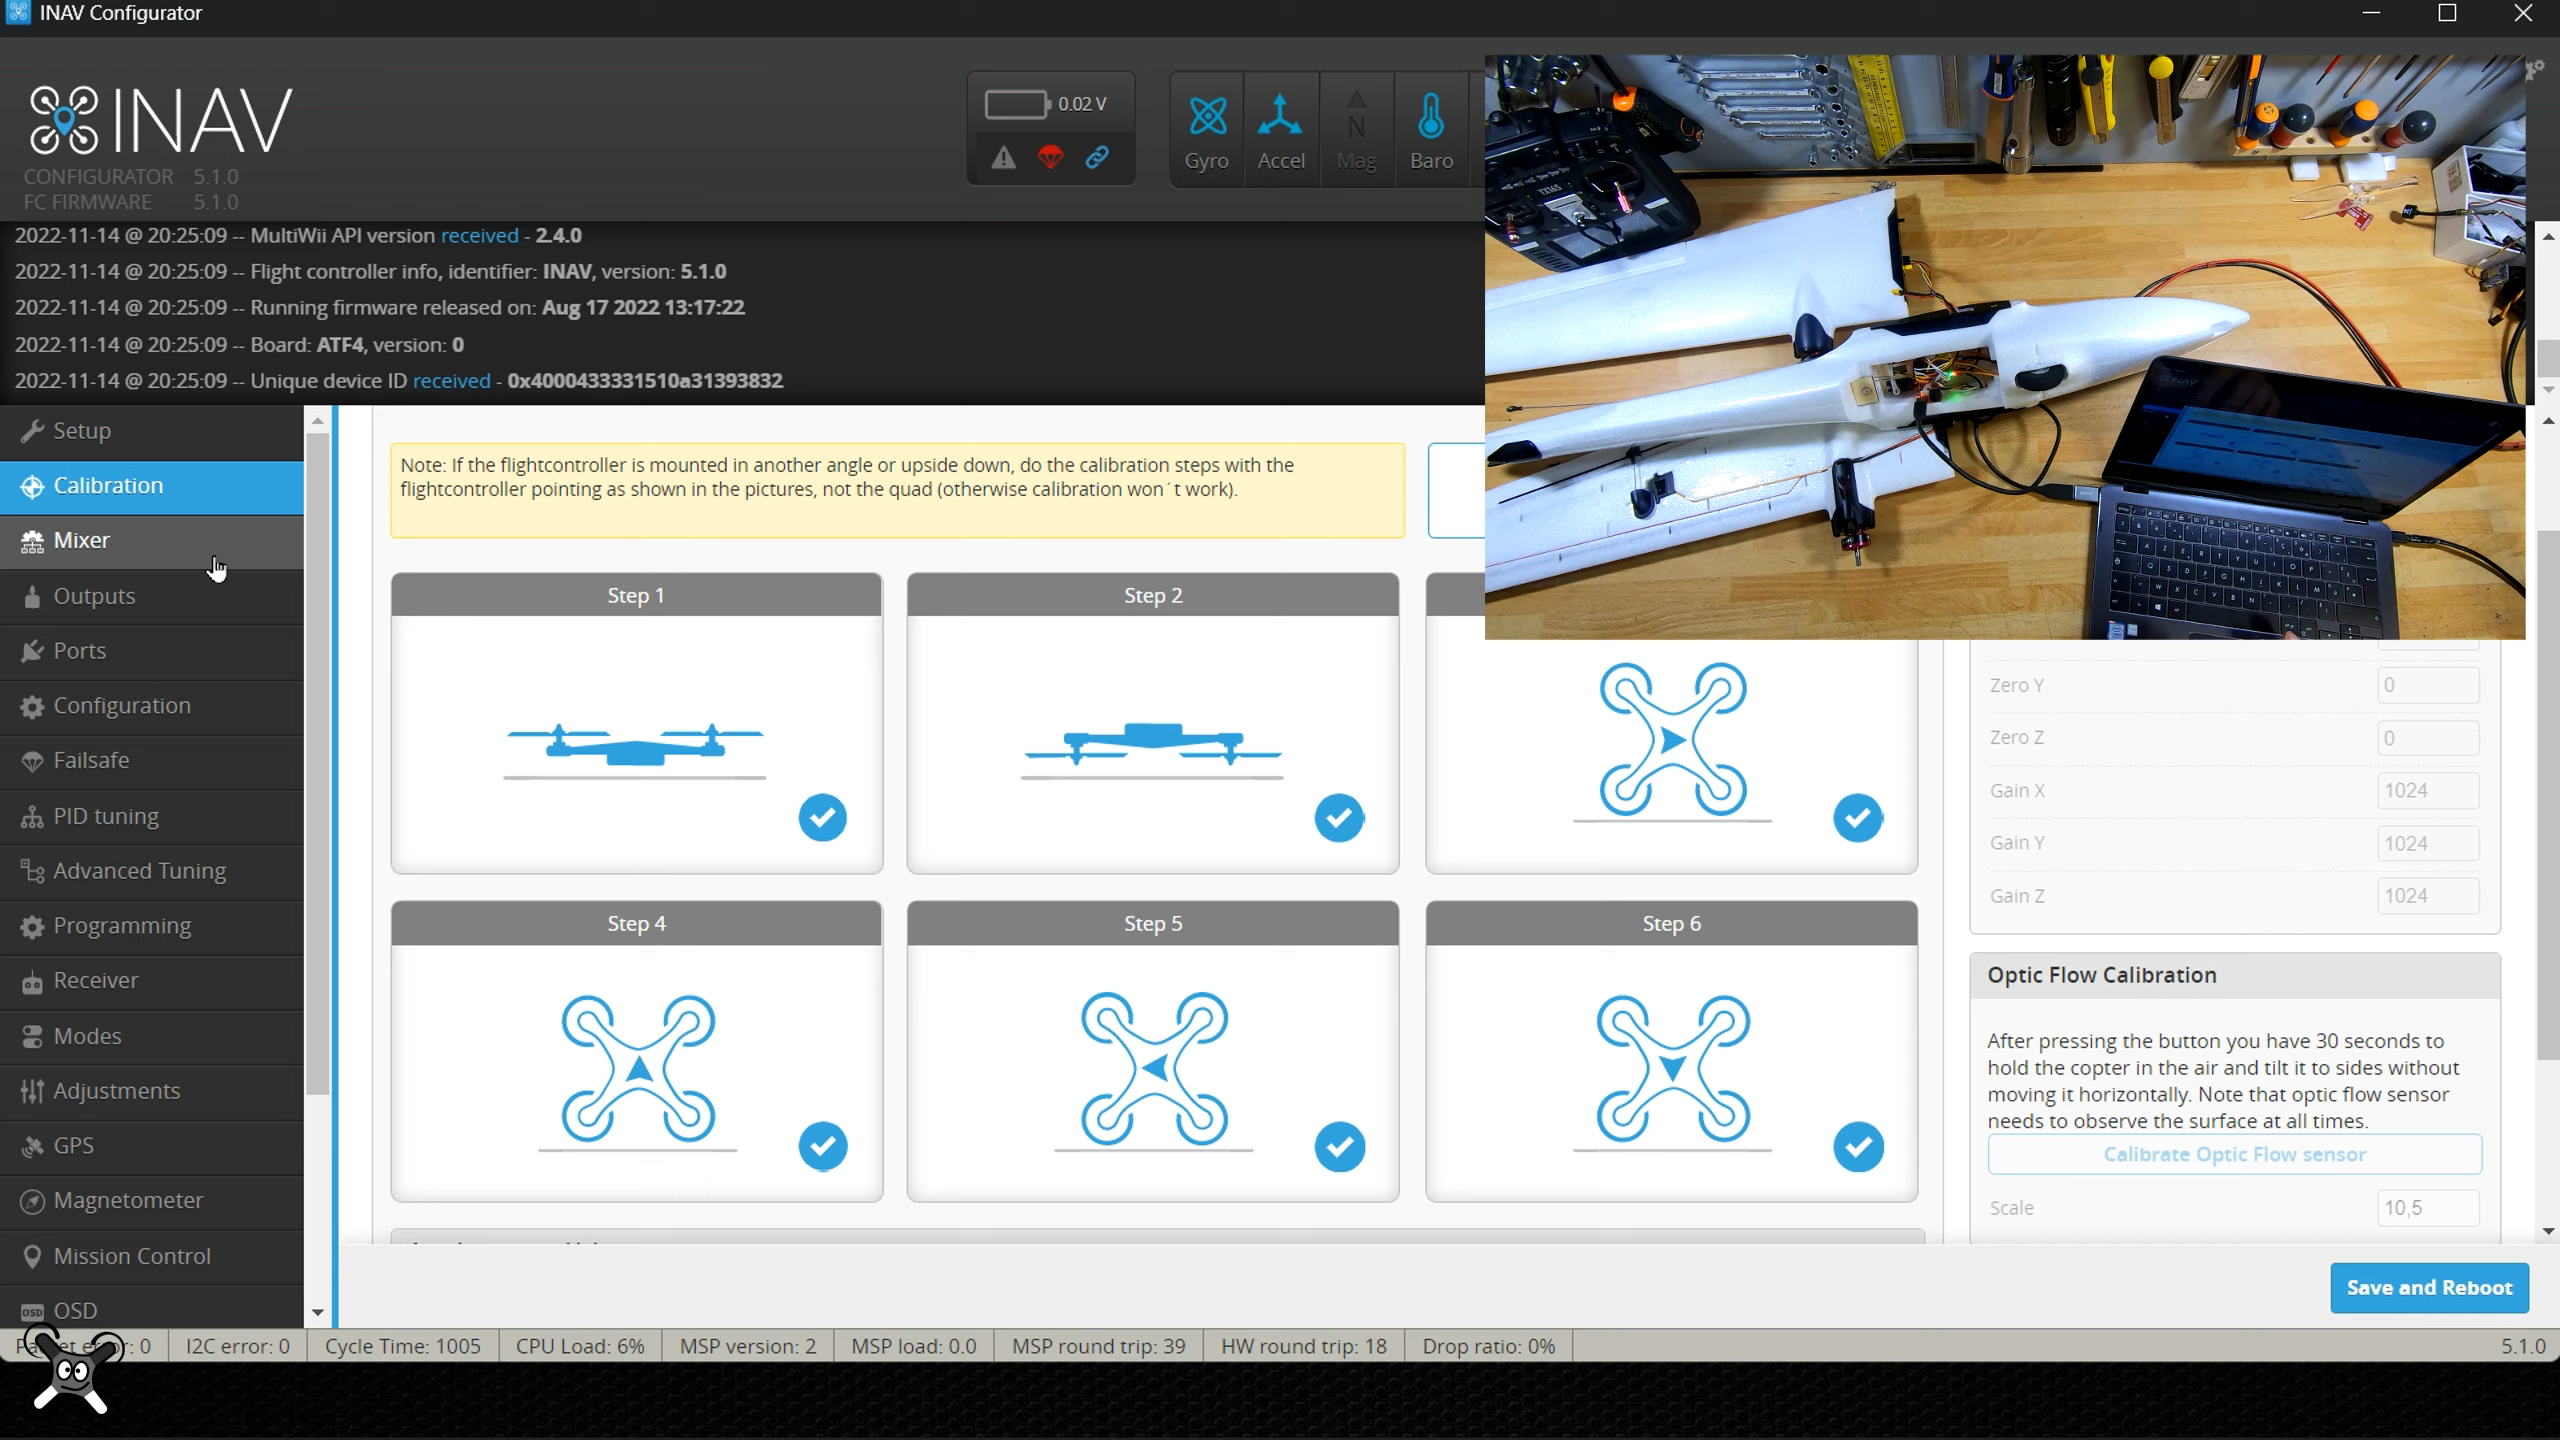 INAV Configurator
INAV
CONFIGURATOR 5.1.0
FC FIRMWARE 5.1.0
0.02 V
Gyro
Accel
Mag
Baro
2022-11-14 @ 20:25:09 -- MultiWii API version received - 2.4.0
2022-11-14 @ 20:25:09 -- Flight controller info, identifier: INAV, version: 5.1.0
2022-11-14 @ 20:25:09 -- Running firmware released on: Aug 17 2022 13:17:22
2022-11-14 @ 20:25:09 -- Board: ATF4, version: 0
2022-11-14 @ 20:25:09 -- Unique device ID received - 0x4000433331510a31393832
Setup
Calibration
Mixer
Outputs
Ports
Configuration
Failsafe
PID tuning
Advanced Tuning
Programming
Receiver
Modes
Adjustments
GPS
Magnetometer
Mission Control
OSD
Note: If the flightcontroller is mounted in another angle or upside down, do the calibration steps with the
flightcontroller pointing as shown in the pictures, not the quad (otherwise calibration won´t work).
Step 1
Step 2
Step 4
Step 5
Step 6
Zero Y 0
Zero Z 0
Gain X 1024
Gain Y 1024
Gain Z 1024
Optic Flow Calibration
After pressing the button you have 30 seconds to
hold the copter in the air and tilt it to sides without
moving it horizontally. Note that optic flow sensor
needs to observe the surface at all times.
Calibrate Optic Flow sensor
Scale 10,5
Save and Reboot
I2C error: 0
Cycle Time: 1005
CPU Load: 6%
MSP version: 2
MSP load: 0.0
MSP round trip: 39
HW round trip: 18
Drop ratio: 0%
5.1.0